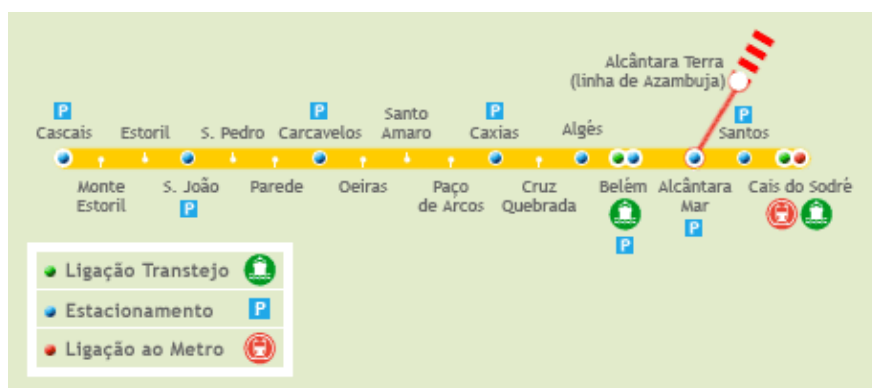 Alcântara Terra
(linha de Azambuja)
P
P
P
P
Cascais
Estoril
S. Pedro
Carcavelos
Santo
Amaro
Caxias
Algés
Santos
Monte
Estoril
S. João
P
Parede
Oeiras
Paço
de Arcos
Cruz
Quebrada
Belém
P
Alcântara
Mar
P
Cais do Sodré
Ligação Transtejo
Estacionamento P
Ligação ao Metro